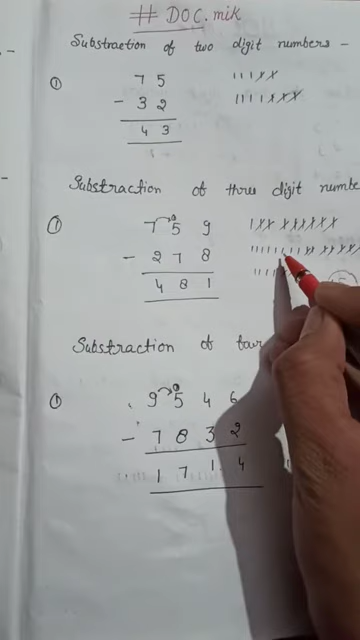 # DOC.mik
Substraction of two digit numbers -
① 7 5
- 3 2
4 3
Substraction of three digit numbe
① 7 5 9
- 2 7 8
4 8 1
Substraction of
① 9 5 4 6
- 7 8 3 2
1 7 1 4